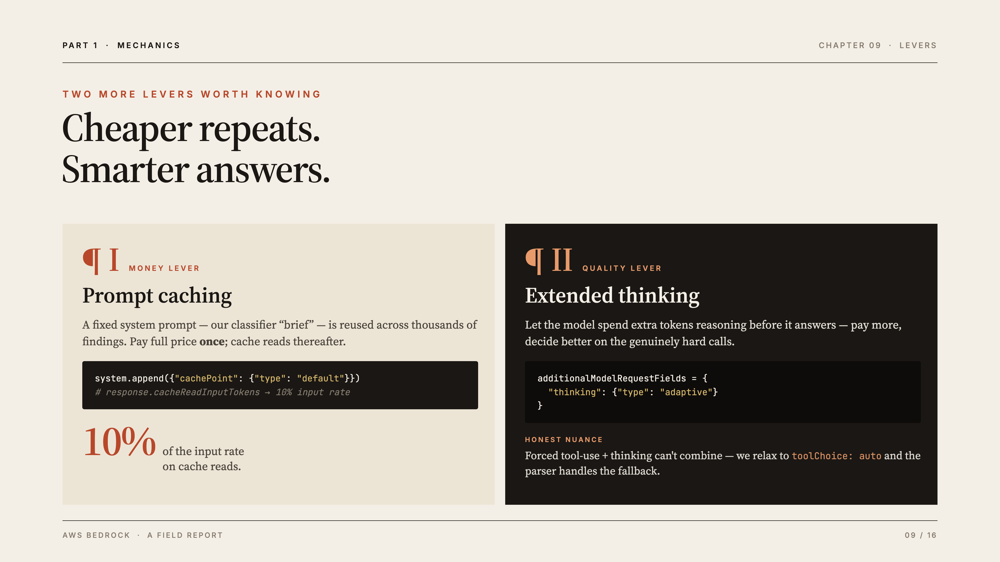 PART 1 · MECHANICS
CHAPTER 09 · LEVERS
TWO MORE LEVERS WORTH KNOWING
Cheaper repeats.
Smarter answers.
¶ I MONEY LEVER
Prompt caching
A fixed system prompt — our classifier “brief” — is reused across thousands of
findings. Pay full price once; cache reads thereafter.
system.append({"cachePoint": {"type": "default"}})
# response.cacheReadInputTokens → 10% input rate
10% of the input rate
on cache reads.
¶ II QUALITY LEVER
Extended thinking
Let the model spend extra tokens reasoning before it answers — pay more,
decide better on the genuinely hard calls.
additionalModelRequestFields = {
  "thinking": {"type": "adaptive"}
}
HONEST NUANCE
Forced tool-use + thinking can't combine — we relax to toolChoice: auto and the
parser handles the fallback.
AWS BEDROCK · A FIELD REPORT
09 / 16